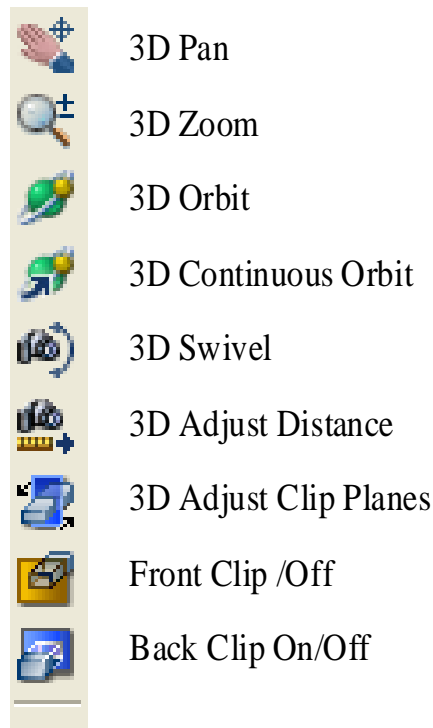 3D Pan
3D Zoom
3D Orbit
3D Continuous Orbit
3D Swivel
3D Adjust Distance
3D Adjust Clip Planes
Front Clip /Off
Back Clip On/Off